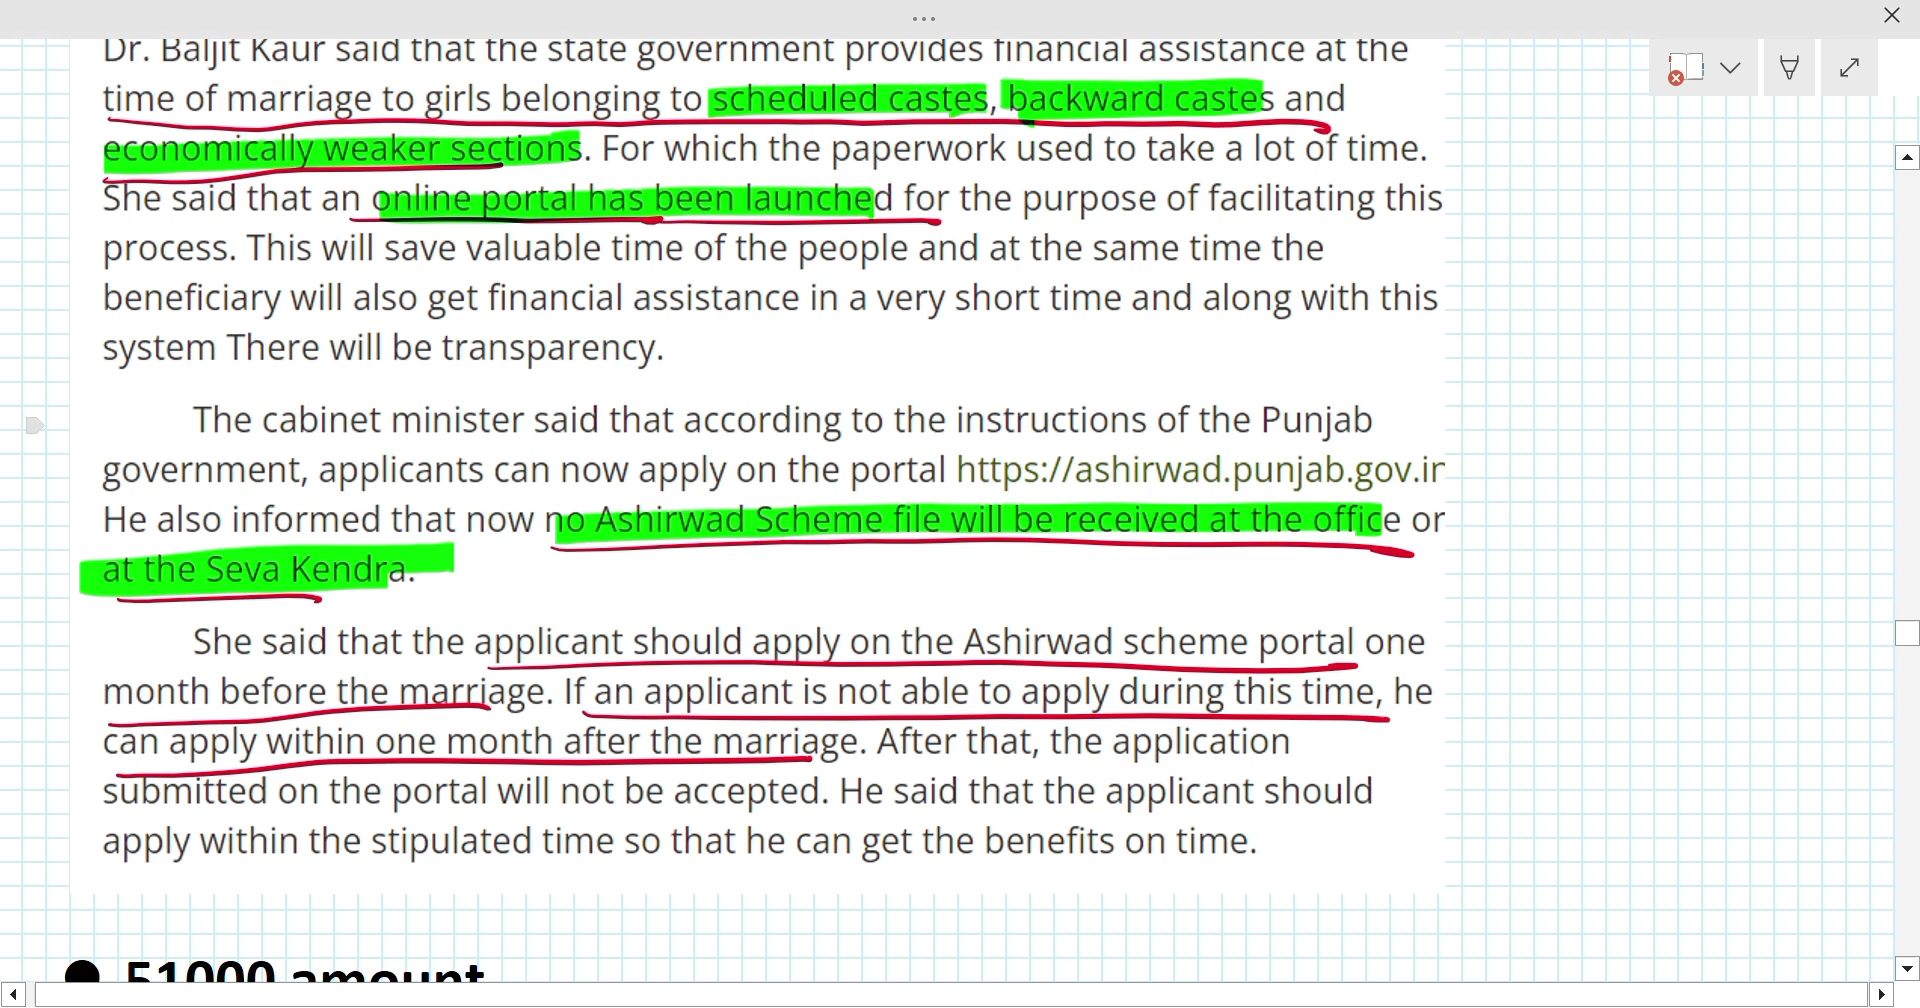 Dr. Baljit Kaur said that the state government provides financial assistance at the
time of marriage to girls belonging to scheduled castes, backward castes and
economically weaker sections. For which the paperwork used to take a lot of time.
She said that an online portal has been launched for the purpose of facilitating this
process. This will save valuable time of the people and at the same time the
beneficiary will also get financial assistance in a very short time and along with this
system There will be transparency.
The cabinet minister said that according to the instructions of the Punjab
government, applicants can now apply on the portal https://ashirwad.punjab.gov.in
He also informed that now no Ashirwad Scheme file will be received at the office or
at the Seva Kendra.
She said that the applicant should apply on the Ashirwad scheme portal one
month before the marriage. If an applicant is not able to apply during this time, he
can apply within one month after the marriage. After that, the application
submitted on the portal will not be accepted. He said that the applicant should
apply within the stipulated time so that he can get the benefits on time.
● 51000 amount